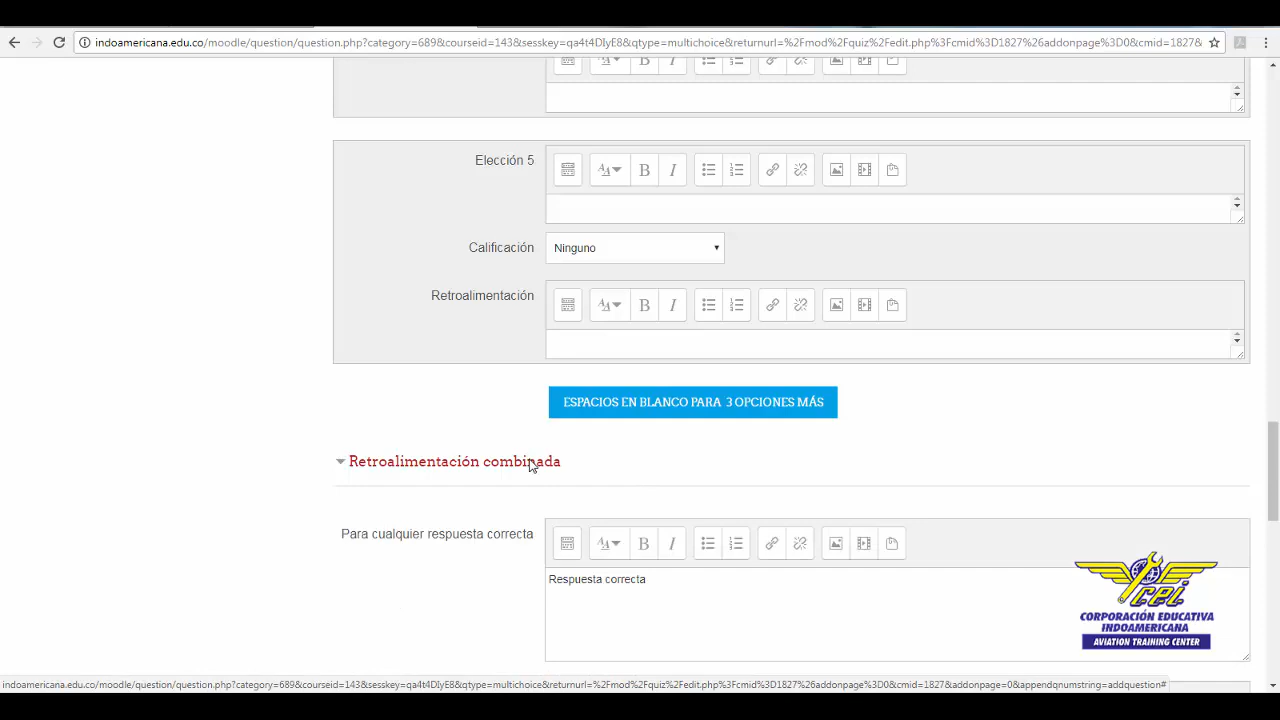 indoamericana.edu.co/moodle/question/question.php?category=689&courseid=143&sesskey=qa4t4DIyE8&qtype=multichoice&returnurl=%2Fmod%2Fquiz%2Fedit.php%3Fcmid%3D1827%26addonpage%3D0&cmid=1827&
Elección 5
Calificación
Ninguno
Retroalimentación
ESPACIOS EN BLANCO PARA 3 OPCIONES MÁS
Retroalimentación combinada
Para cualquier respuesta correcta
Respuesta correcta
cei
CORPORACIÓN EDUCATIVA
INDOAMERICANA
AVIATION TRAINING CENTER
indoamericana.edu.co/moodle/question/question.php?category=689&courseid=143&sesskey=qa4t4DIyE8&qtype=multichoice&returnurl=%2Fmod%2Fquiz%2Fedit.php%3Fcmid%3D1827%26addonpage%3D0&cmid=1827&addonpage=0&appendqnumstring=addquestion#